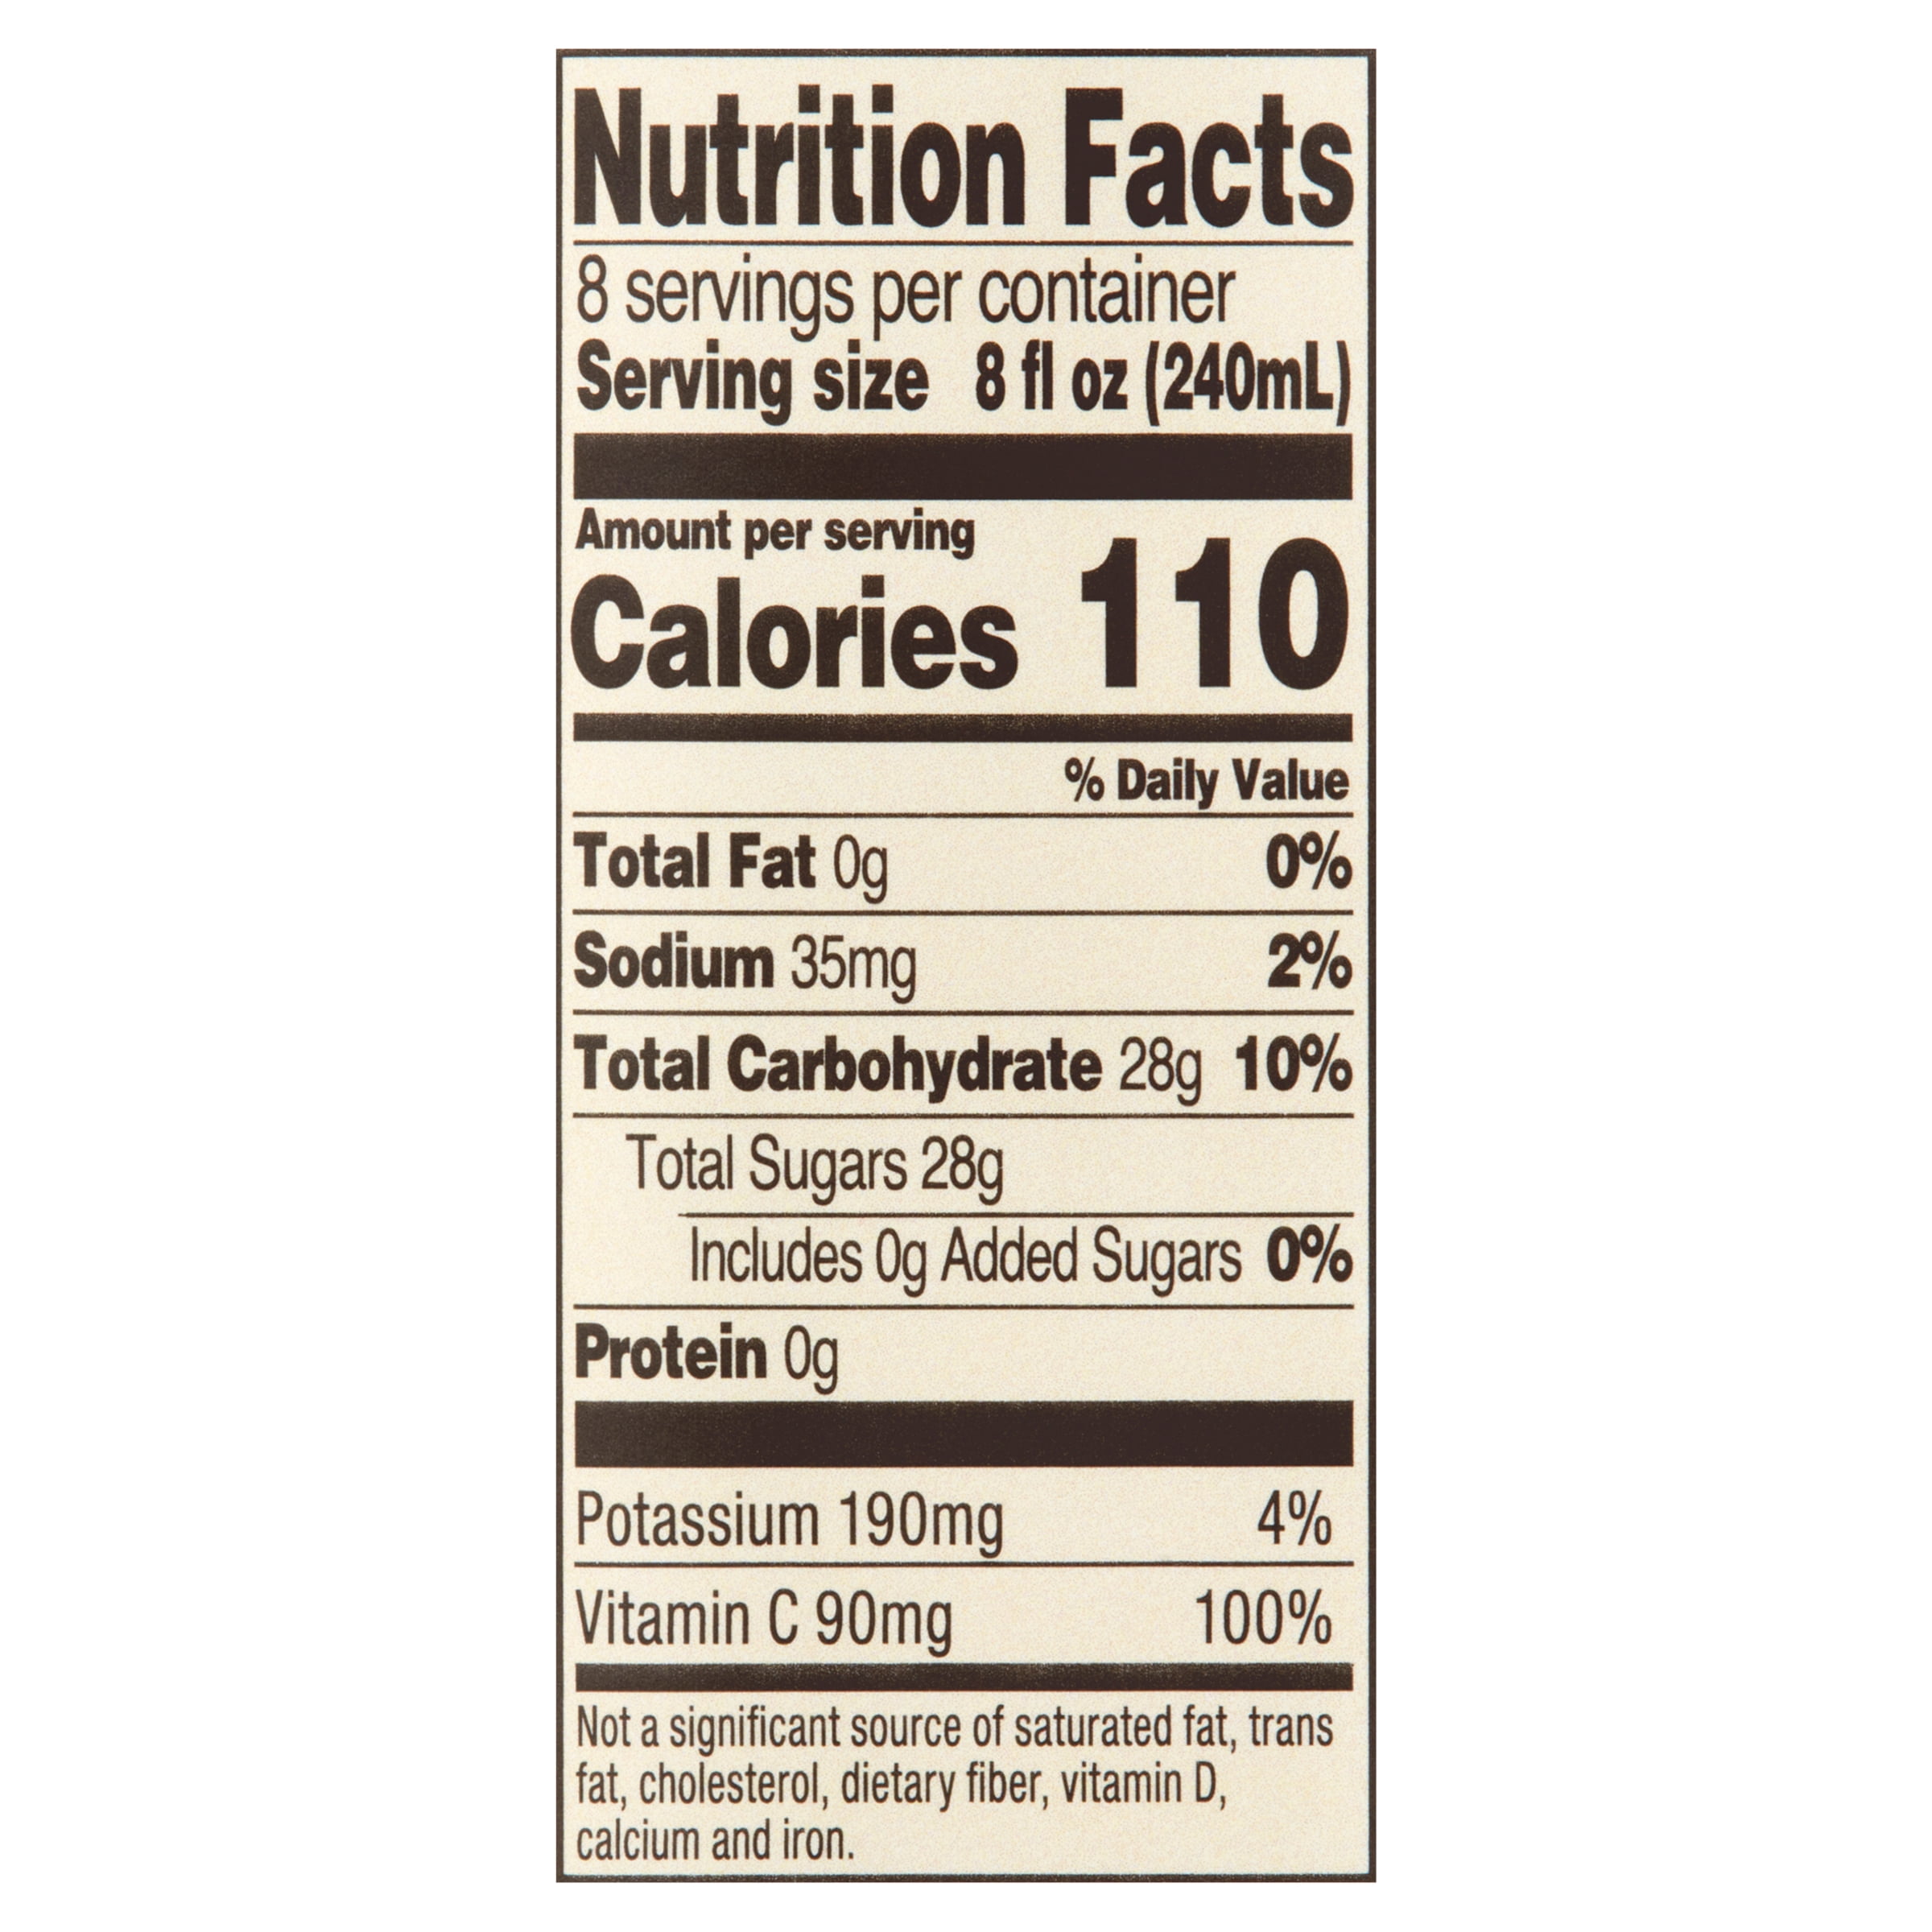 Nutrition Facts
8 servings per container
Serving size 8 fl oz (240mL)
Amount per serving
Calories 110
% Daily Value
Total Fat 0g 0%
Sodium 35mg 2%
Total Carbohydrate 28g 10%
Total Sugars 28g
Includes 0g Added Sugars 0%
Protein 0g
Potassium 190mg 4%
Vitamin C 90mg 100%
Not a significant source of saturated fat, trans
fat, cholesterol, dietary fiber, vitamin D,
calcium and iron.